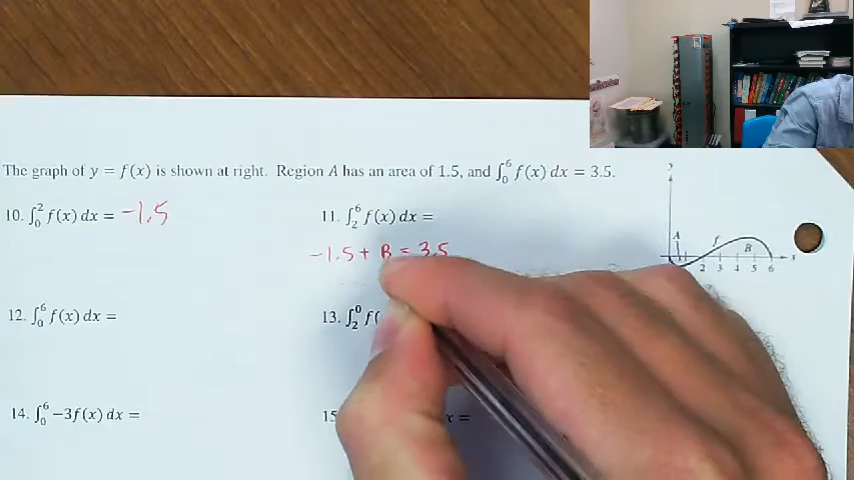 The graph of y = f(x) is shown at right. Region A has an area of 1.5, and ∫₀⁶ f(x) dx = 3.5.
10. ∫₀² f(x) dx = -1.5
11. ∫₂⁶ f(x) dx =
-1.5 + B = 3.5
12. ∫₀⁶ f(x) dx =
13. ∫₂⁰ f(
14. ∫₀⁶ -3f(x) dx =
15
x =
y
A
f
B
2 3 4 5 6
x